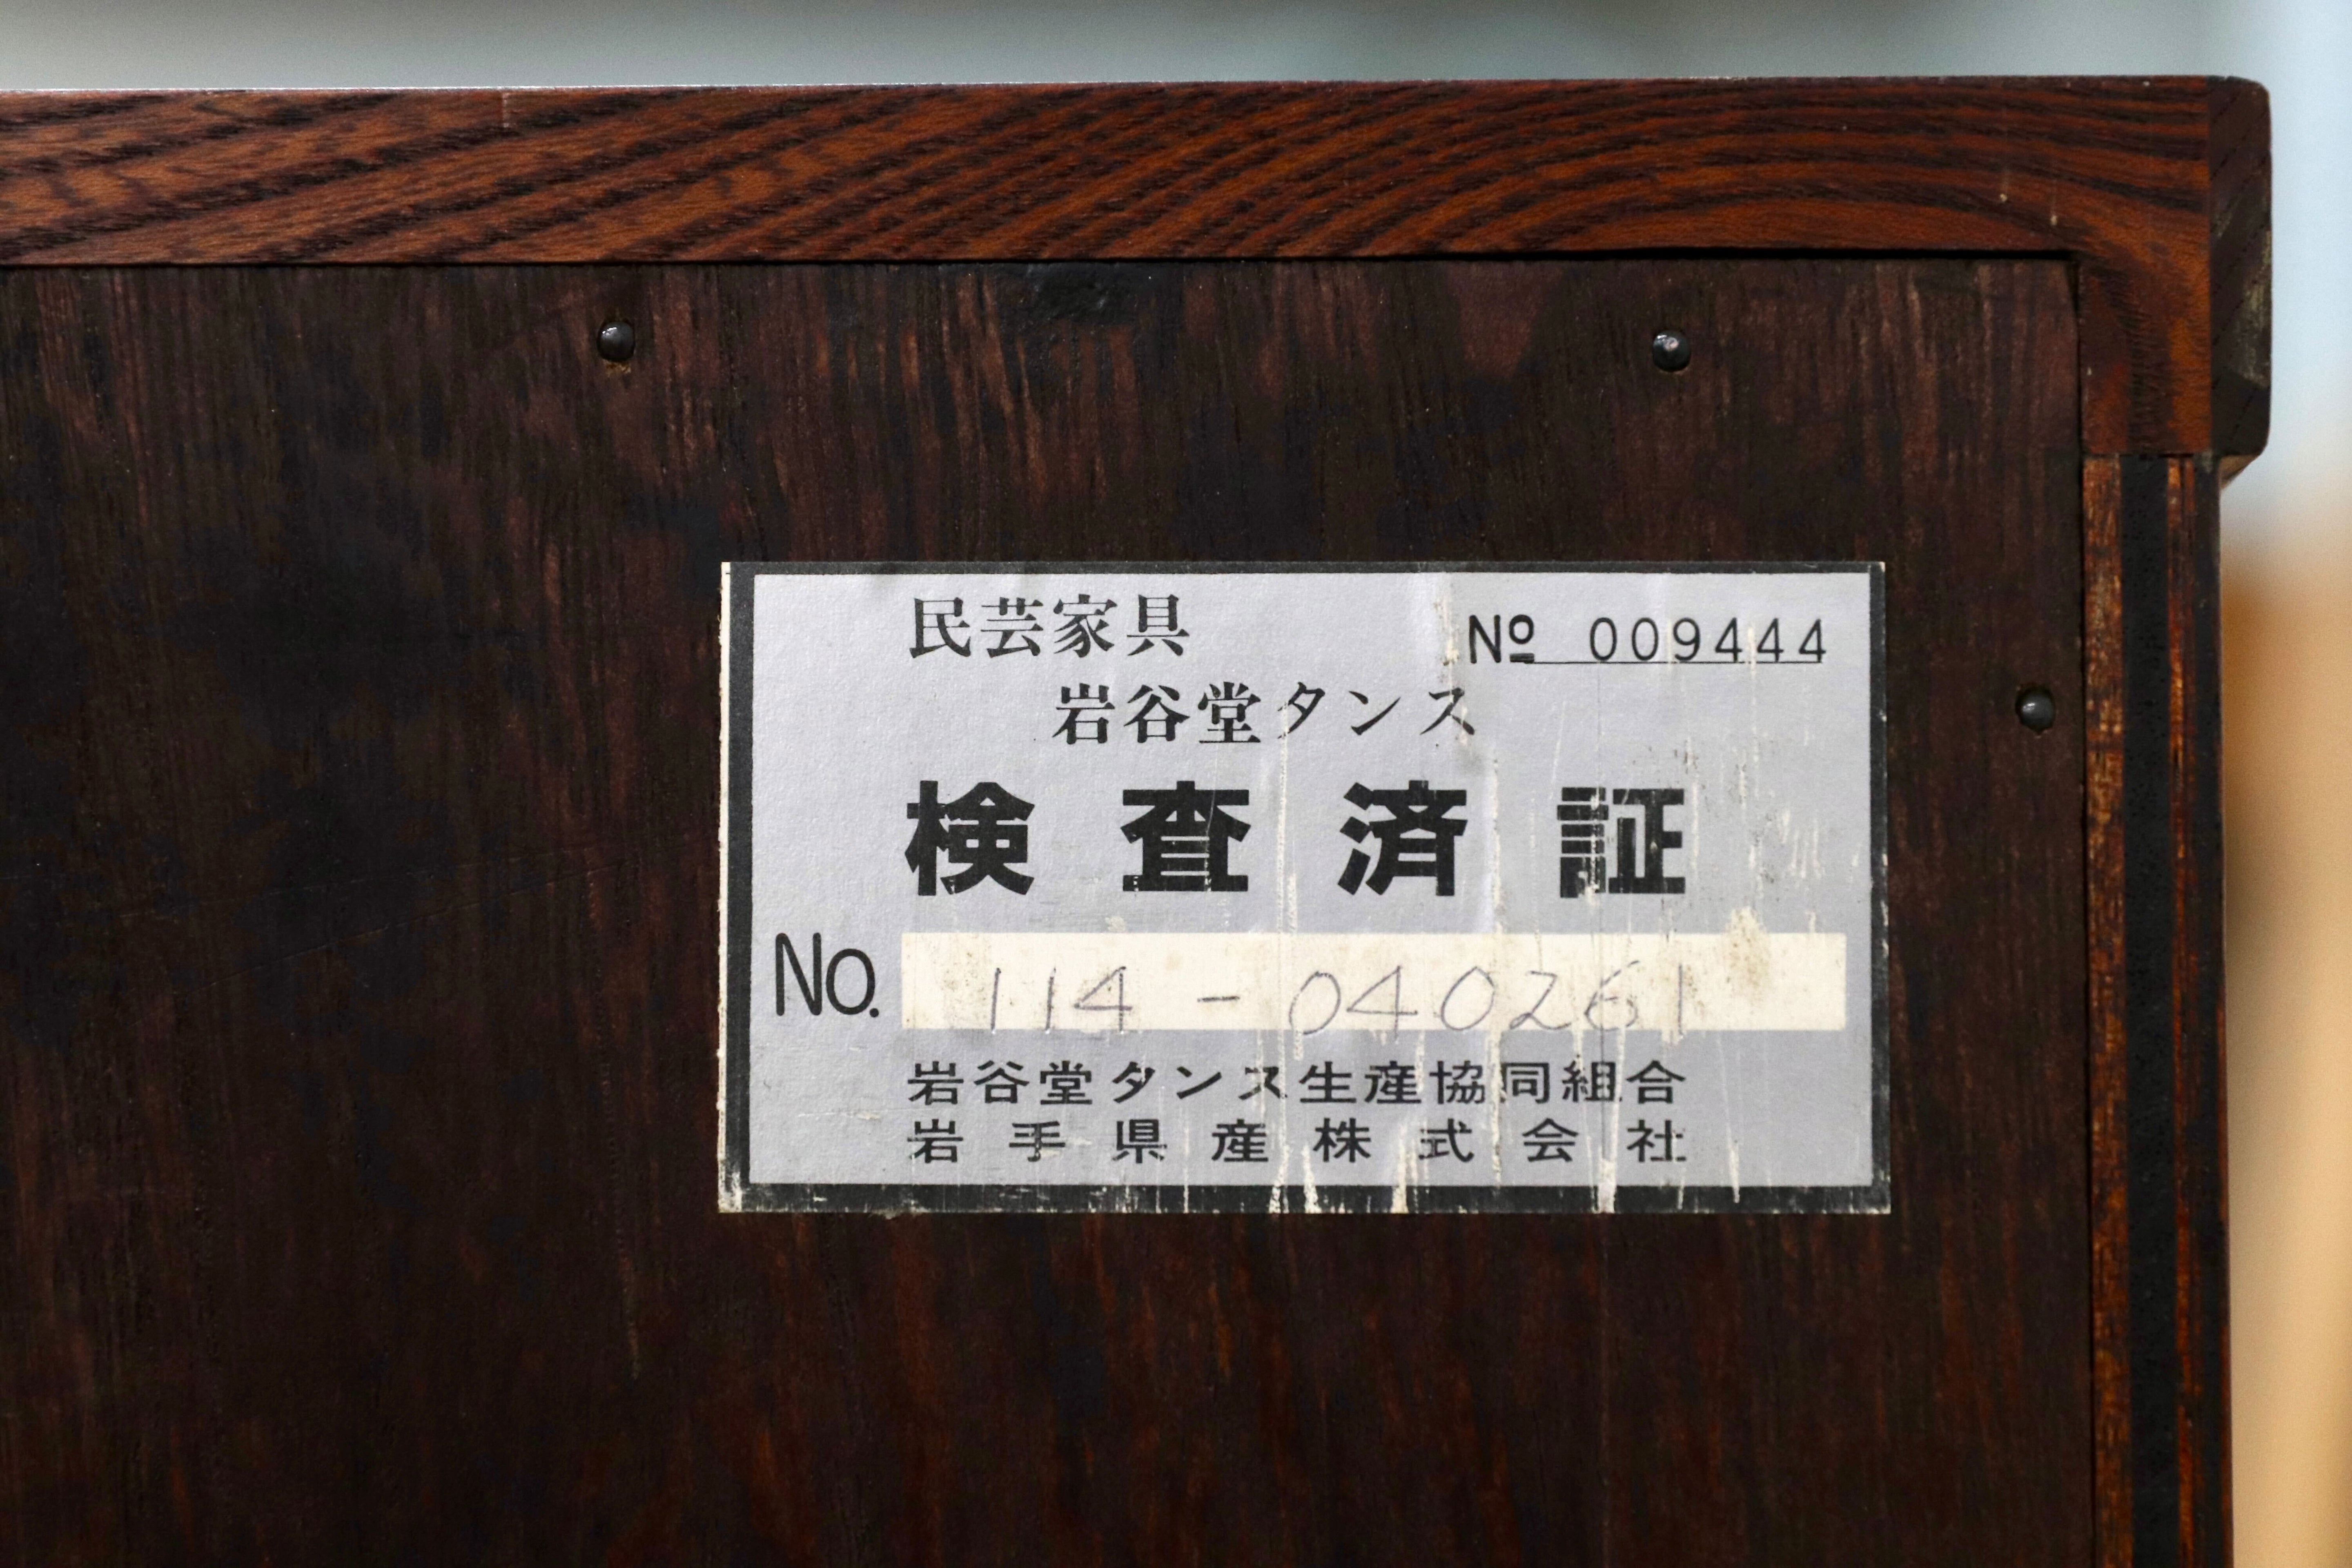 民芸家具
№ 009444
岩谷堂タンス
検査済証
No. 114-040261
岩谷堂タンス生産協同組合
岩手県産株式会社